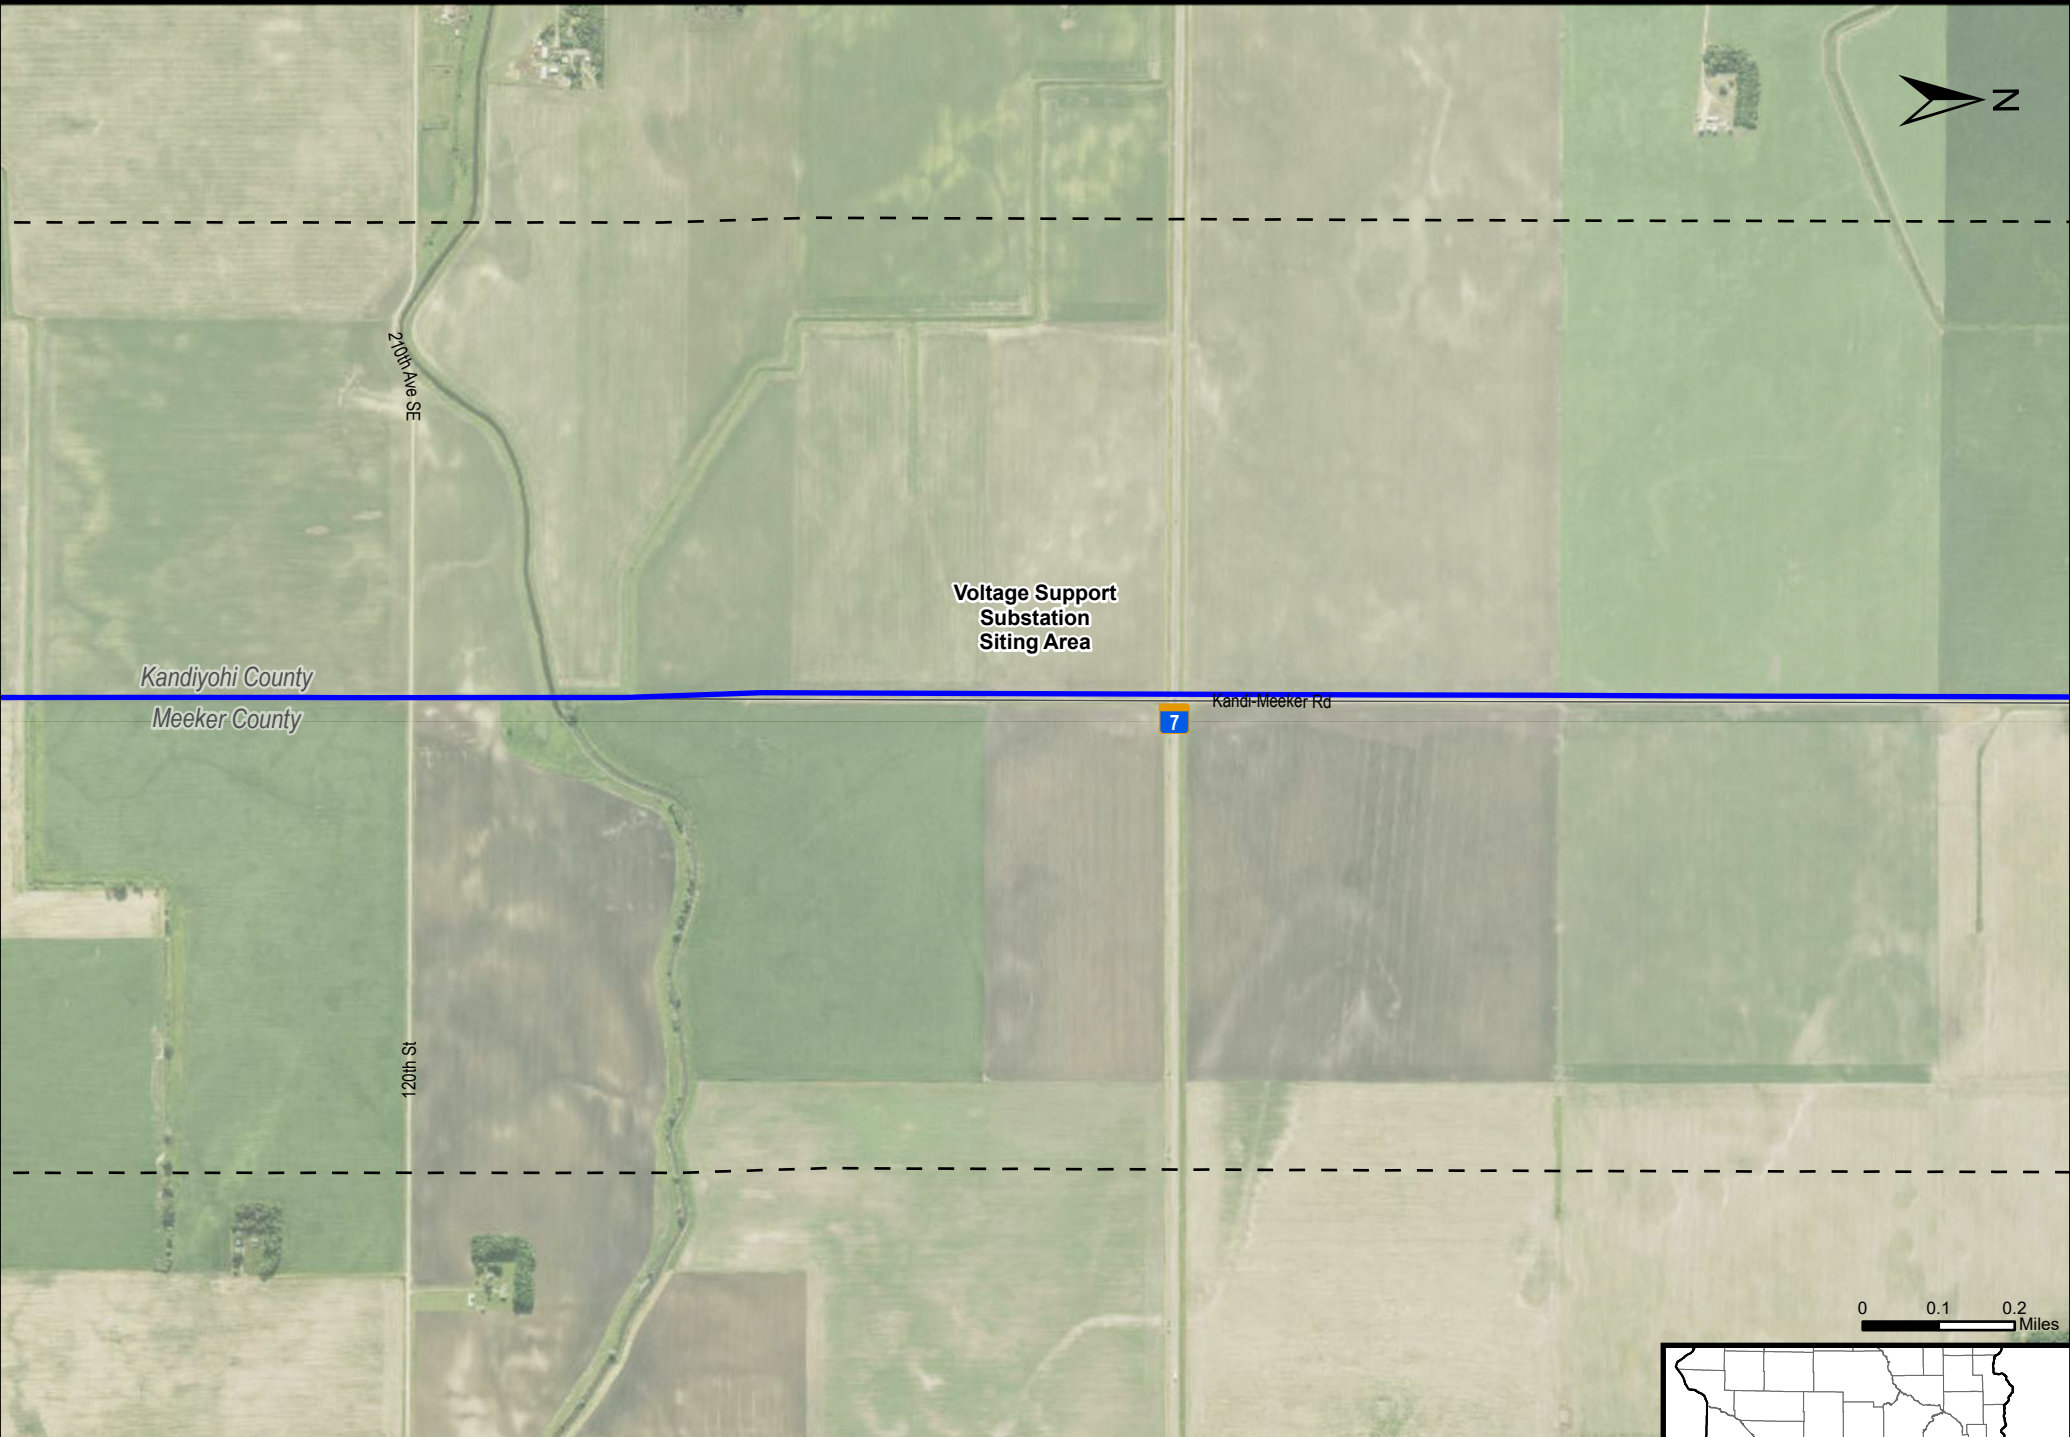 N
210th Ave SE
Voltage Support
Substation
Siting Area
Kandiyohi County
Meeker County
Kandi-Meeker Rd
7
120th St
0 0.1 0.2
Miles